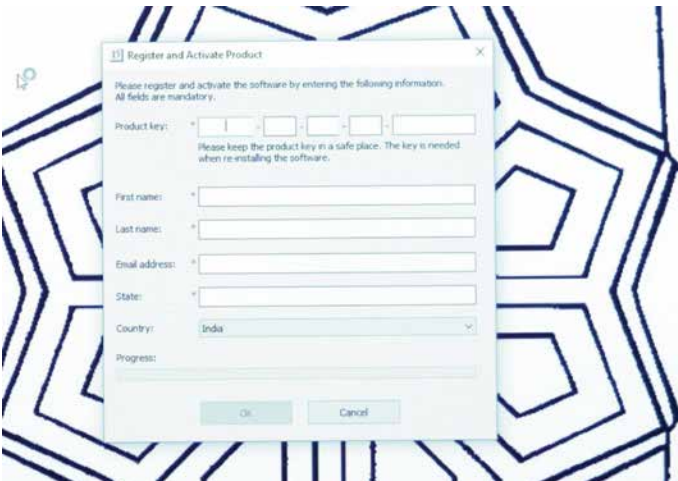 Register and Activate Product
Please register and activate the software by entering the following information.
All fields are mandatory.
Product key: * - - - -
Please keep the product key in a safe place. The key is needed
when re-installing the software.
First name: *
Last name: *
Email address: *
State: *
Country: India
Progress:
OK Cancel